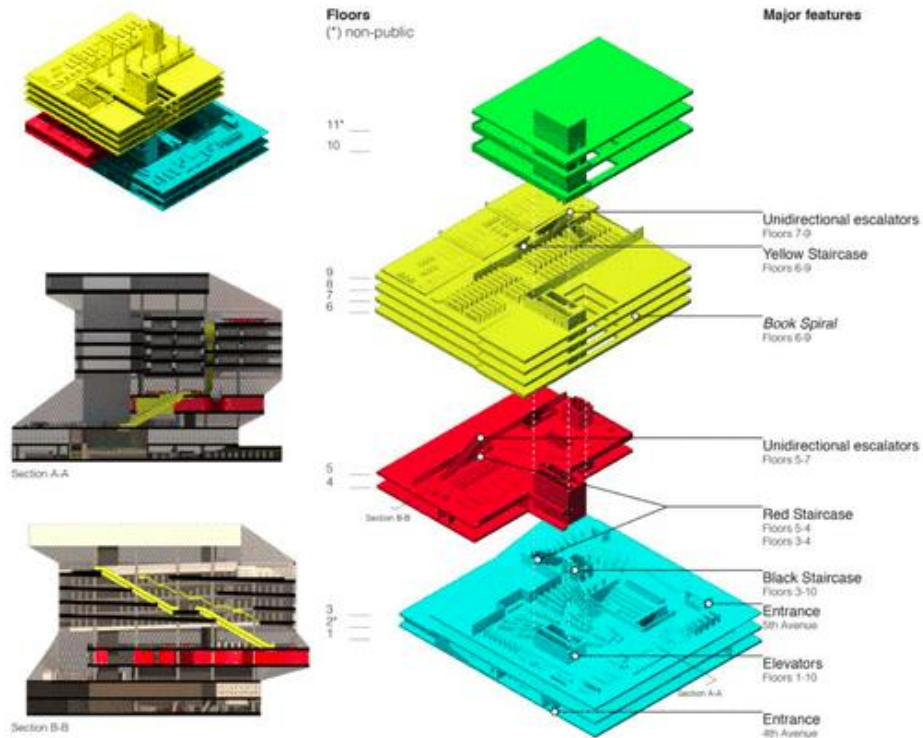 Floors
(*) non-public
Major features
11*
10
Unidirectional escalators
Floors 7-9
Yellow Staircase
Floors 6-9
9
8
7
6
Book Spiral
Floors 6-9
Unidirectional escalators
Floors 5-7
5
4
Section A-A
Section B-B
Red Staircase
Floors 5-4
Floors 3-4
Black Staircase
Floors 3-10
Entrance
5th Avenue
3
2*
1
Elevators
Floors 1-10
Section A-A
Entrance
4th Avenue
Section B-B